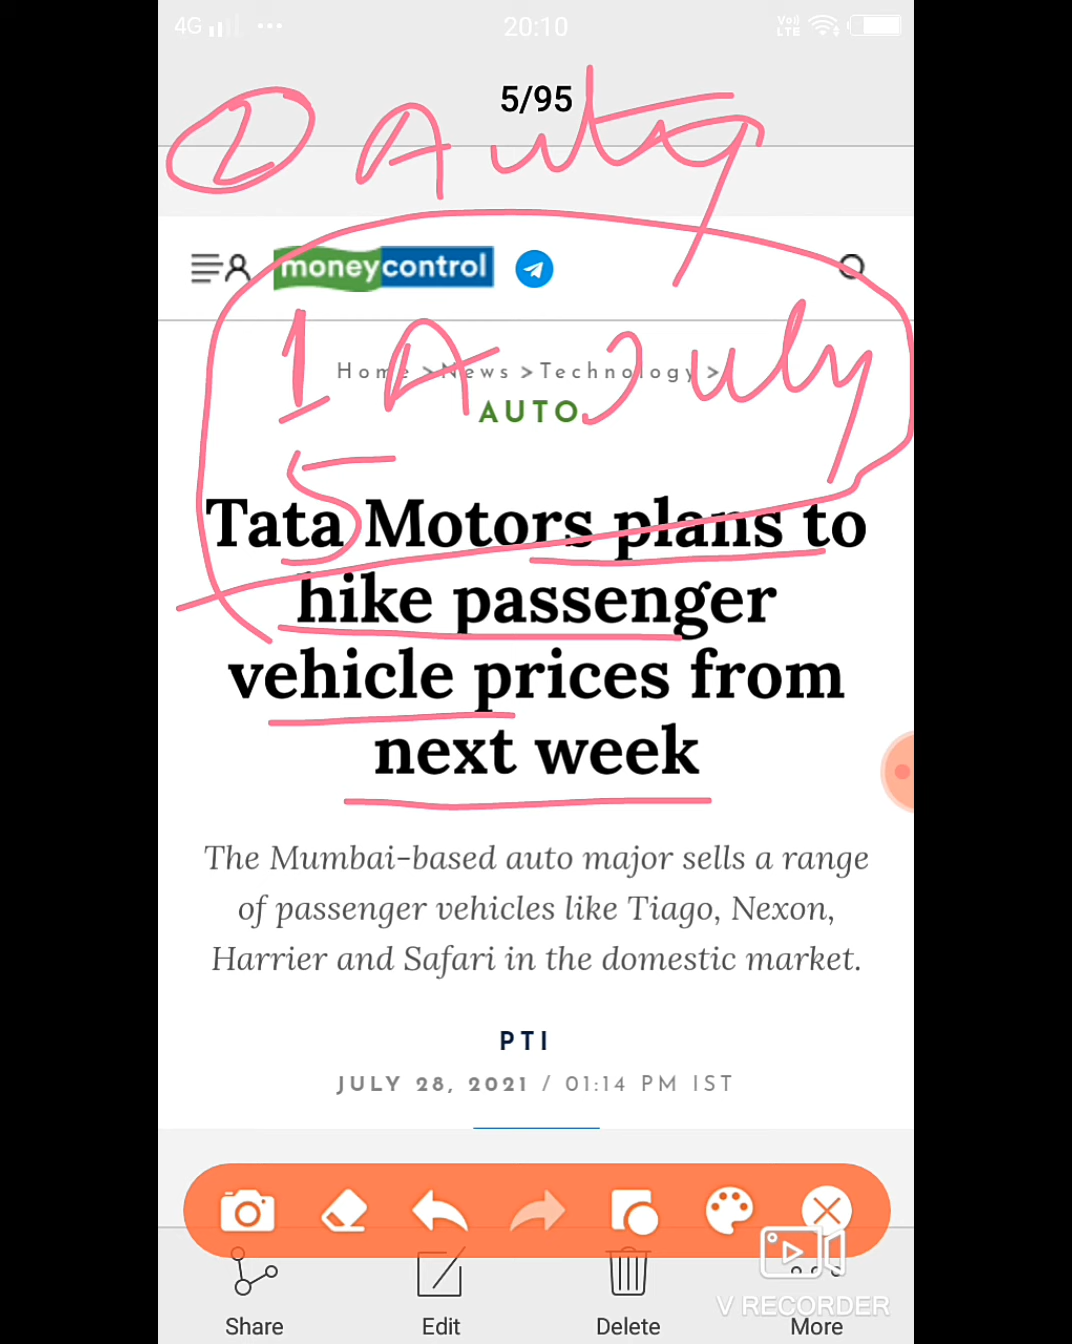 4G
20:10
Vo)
LTE
5/95
2 Auto
moneycontrol
1 A July
Home > News > Technology >
AUTO
5
Tata Motors plans to
hike passenger
vehicle prices from
next week
The Mumbai-based auto major sells a range
of passenger vehicles like Tiago, Nexon,
Harrier and Safari in the domestic market.
PTI
JULY 28, 2021 / 01:14 PM IST
V RECORDER
Share
Edit
Delete
More